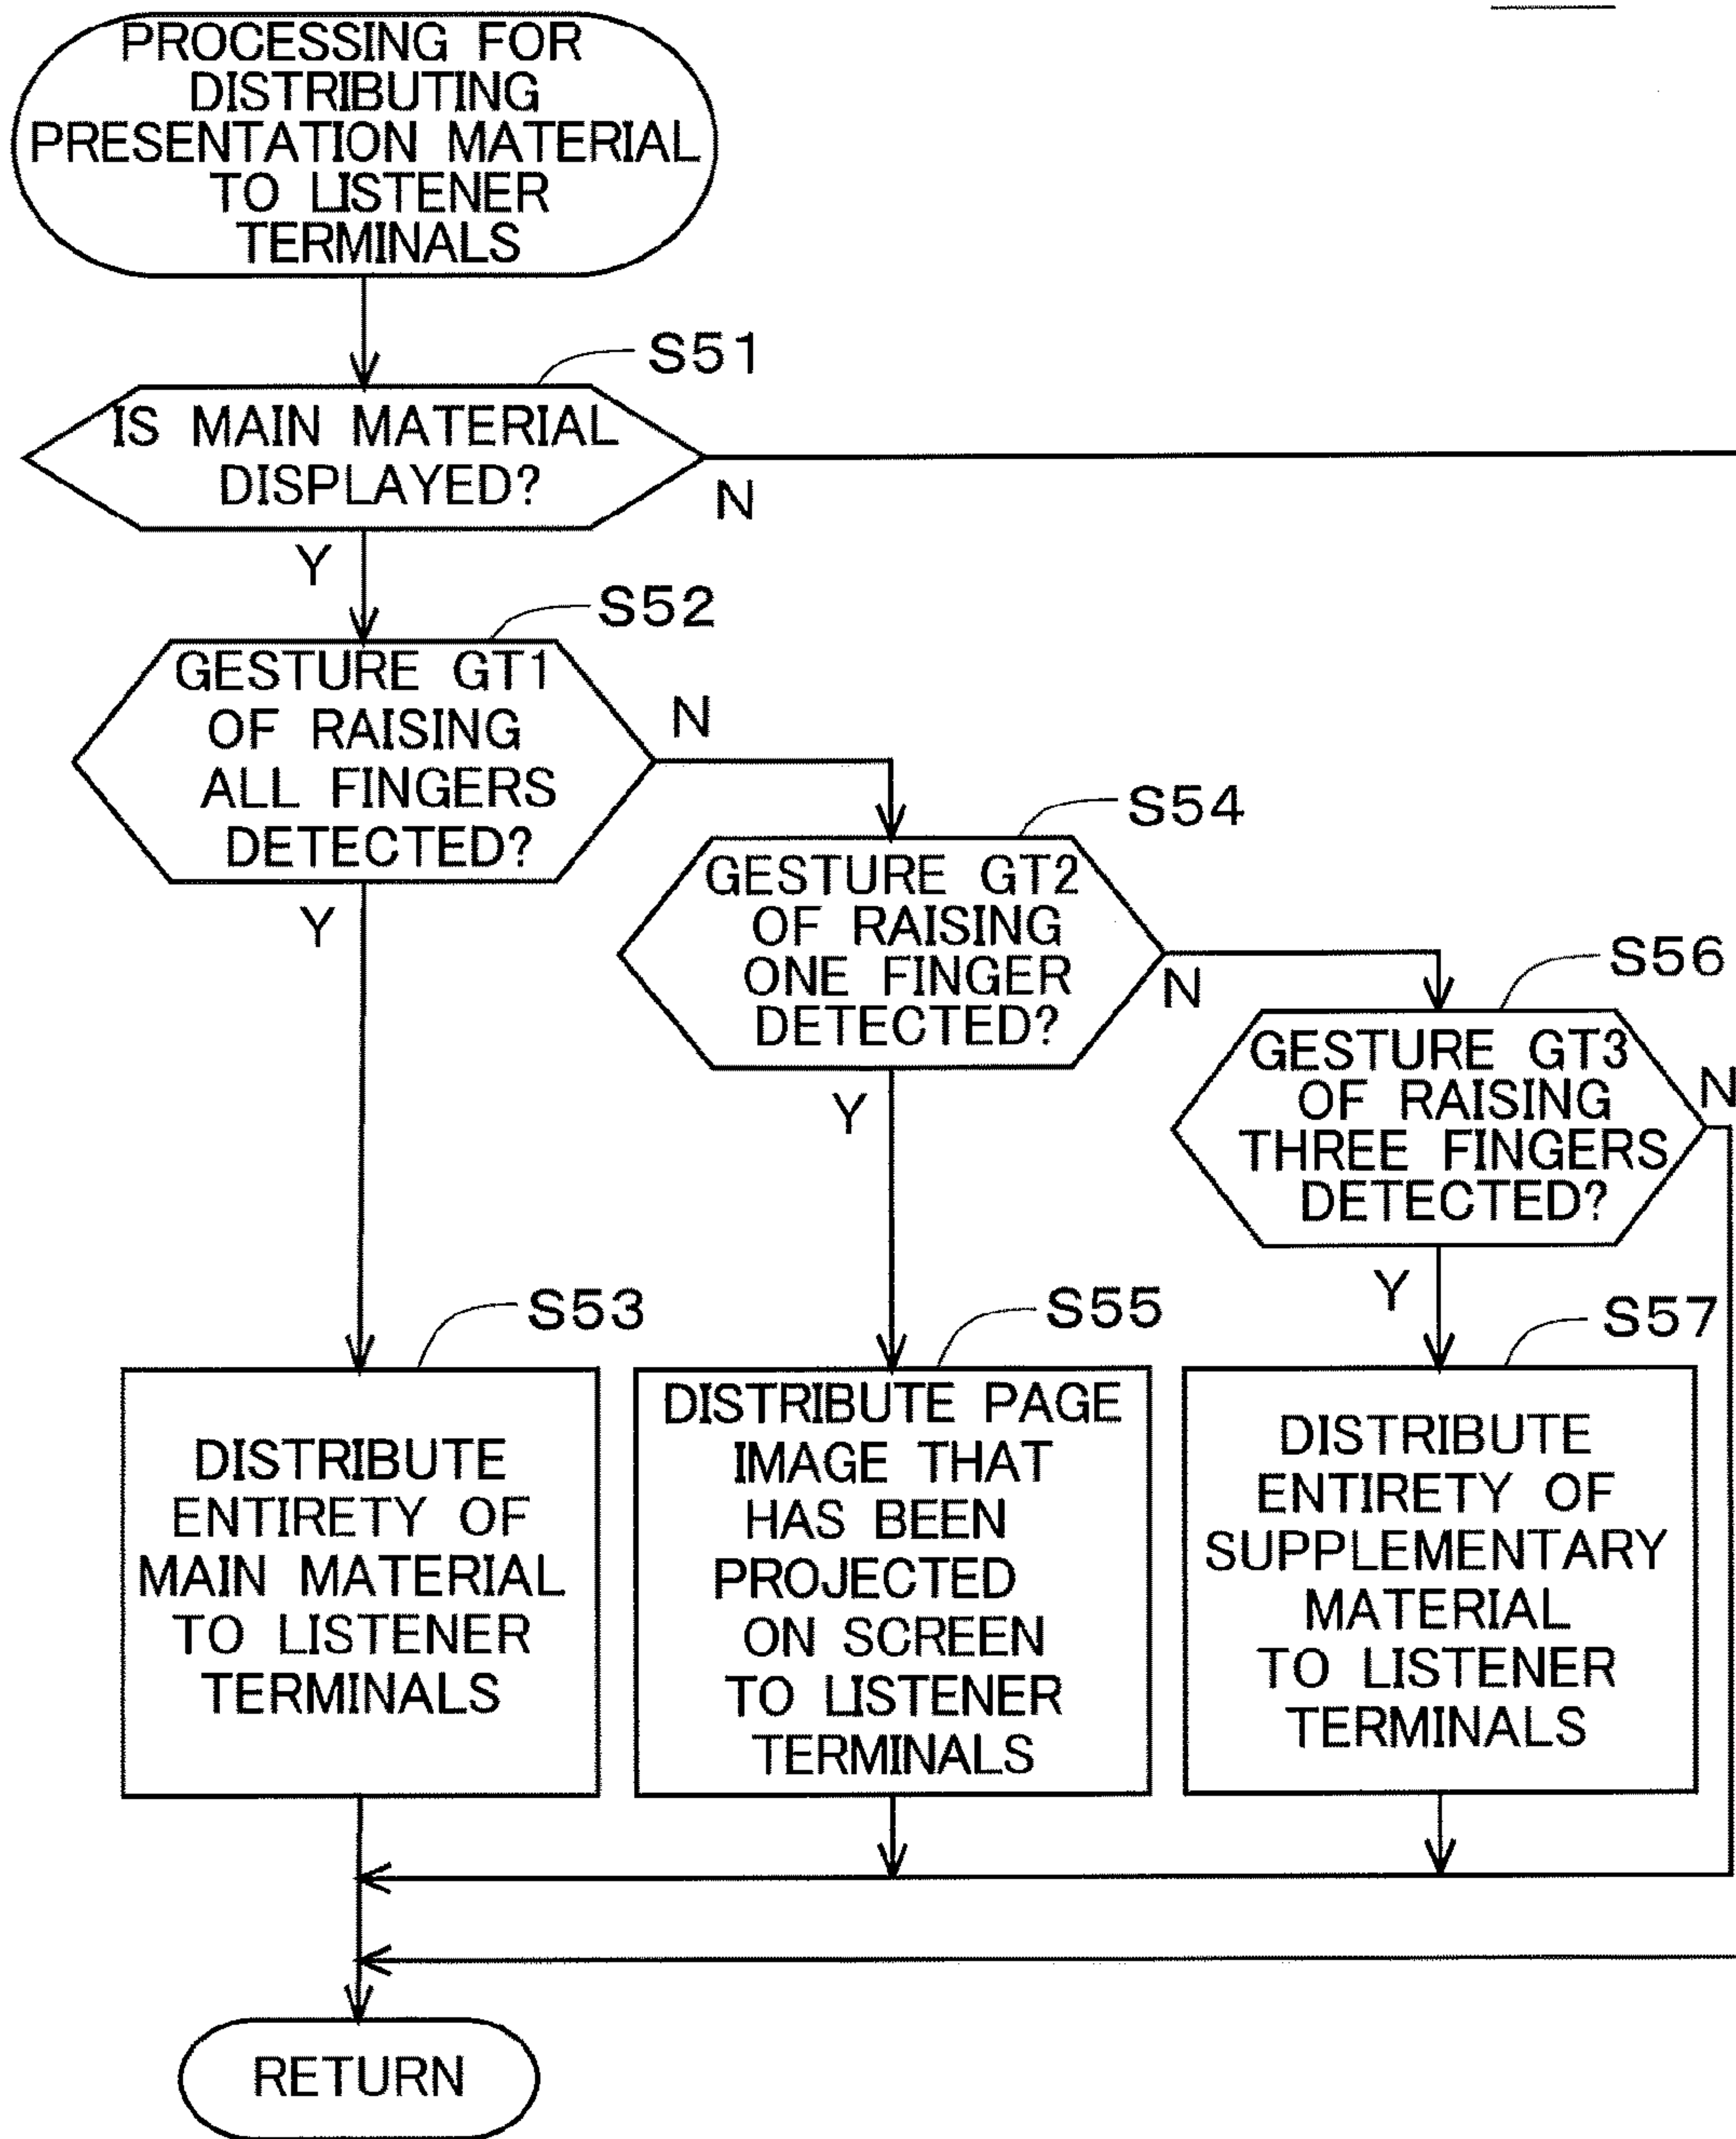 PROCESSING FOR
DISTRIBUTING
PRESENTATION MATERIAL
TO LISTENER
TERMINALS
S51
IS MAIN MATERIAL
DISPLAYED?
N
Y
S52
GESTURE GT1
OF RAISING
ALL FINGERS
DETECTED?
N
Y
S54
GESTURE GT2
OF RAISING
ONE FINGER
DETECTED?
N
Y
S56
GESTURE GT3
OF RAISING
THREE FINGERS
DETECTED?
N
Y
S53
DISTRIBUTE
ENTIRETY OF
MAIN MATERIAL
TO LISTENER
TERMINALS
S55
DISTRIBUTE PAGE
IMAGE THAT
HAS BEEN
PROJECTED
ON SCREEN
TO LISTENER
TERMINALS
S57
DISTRIBUTE
ENTIRETY OF
SUPPLEMENTARY
MATERIAL
TO LISTENER
TERMINALS
RETURN